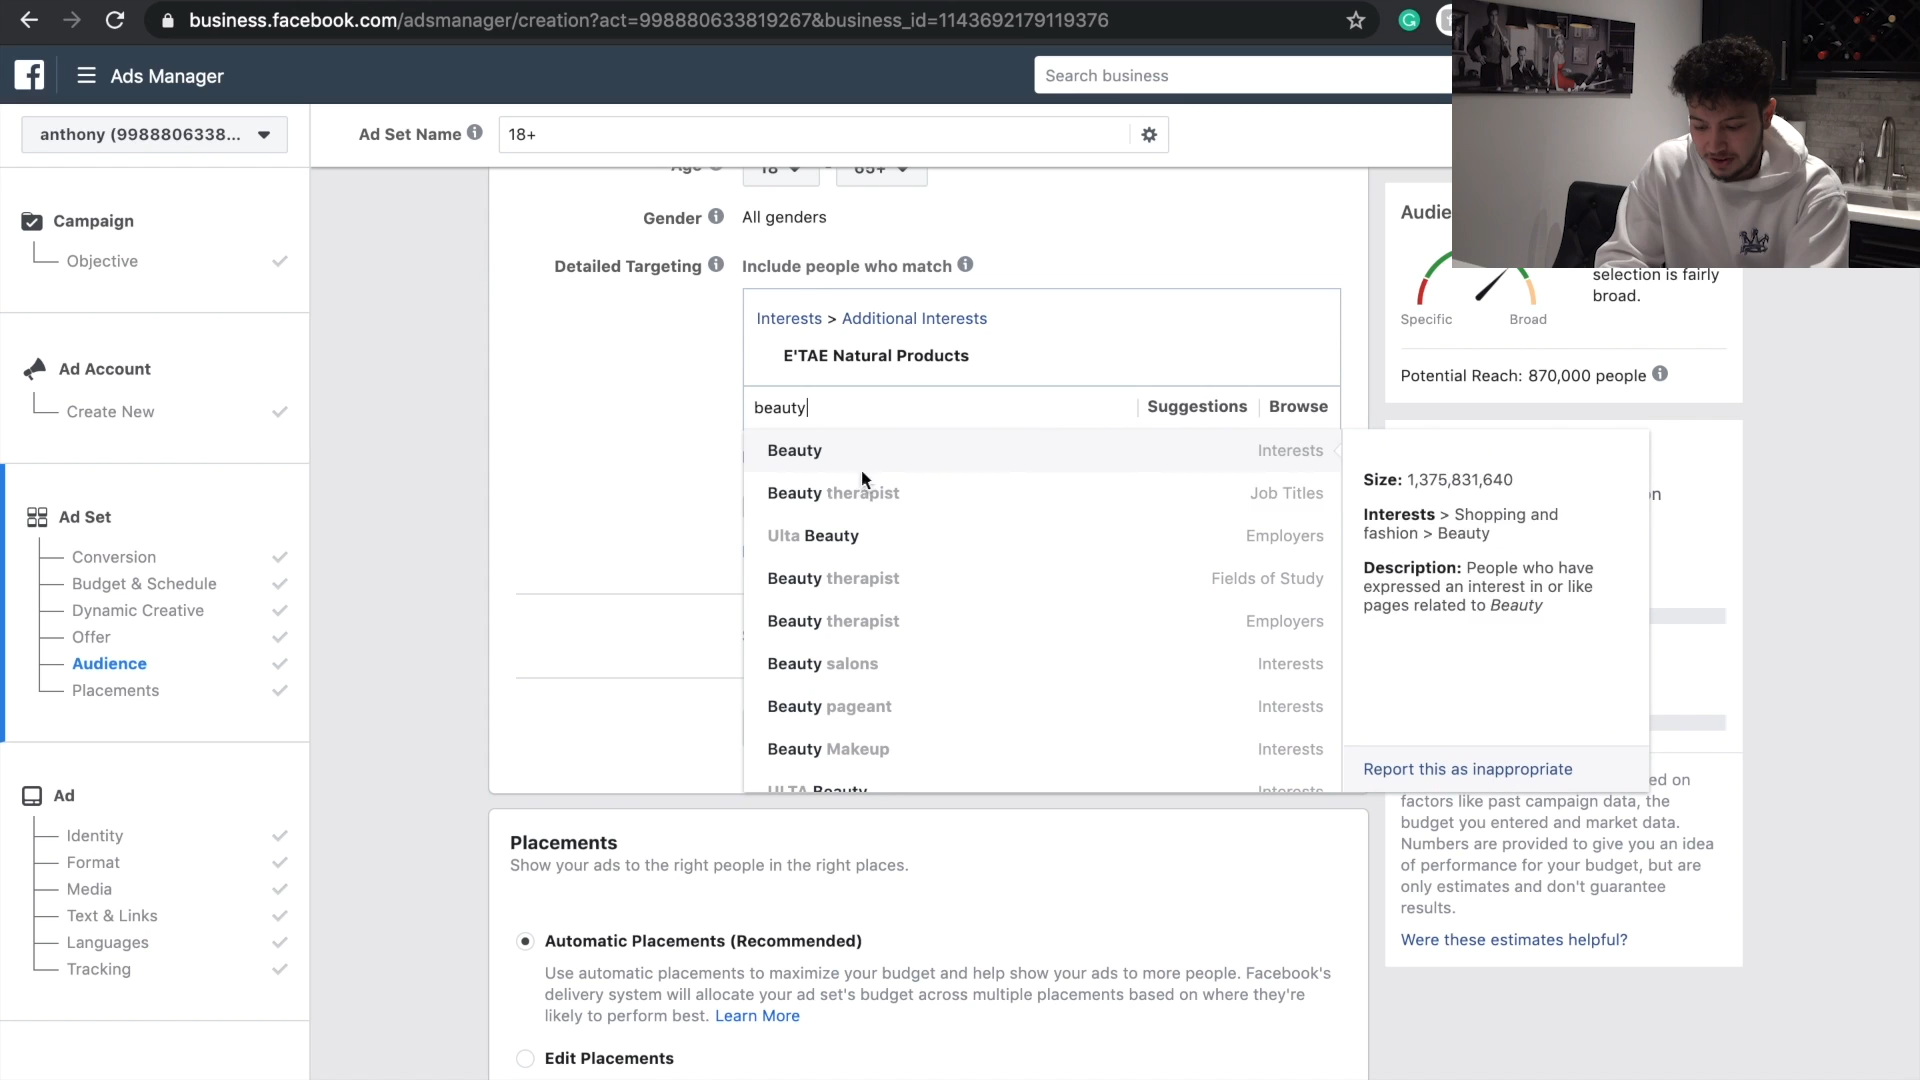 business.facebook.com/adsmanager/creation?act=998880633819267&business_id=1143692179119376
Ads Manager
Search business
anthony (9988806338...
Ad Set Name
18+
Campaign
Objective
Ad Account
Create New
Ad Set
Conversion
Budget & Schedule
Dynamic Creative
Offer
Audience
Placements
Ad
Identity
Format
Media
Text & Links
Languages
Tracking
Age
18
65+
Gender
All genders
Detailed Targeting
Include people who match
Interests > Additional Interests
E'TAE Natural Products
beauty
Suggestions
Browse
Beauty Interests
Beauty therapist Job Titles
Ulta Beauty Employers
Beauty therapist Fields of Study
Beauty therapist Employers
Beauty salons Interests
Beauty pageant Interests
Beauty Makeup Interests
ULTA Beauty Interests
Size: 1,375,831,640
Interests > Shopping and
fashion > Beauty
Description: People who have
expressed an interest in or like
pages related to Beauty
Report this as inappropriate
Placements
Show your ads to the right people in the right places.
Automatic Placements (Recommended)
Use automatic placements to maximize your budget and help show your ads to more people. Facebook's
delivery system will allocate your ad set's budget across multiple placements based on where they're
likely to perform best. Learn More
Edit Placements
Audie
selection is fairly
broad.
Specific
Broad
Potential Reach: 870,000 people
on
ed on
factors like past campaign data, the
budget you entered and market data.
Numbers are provided to give you an idea
of performance for your budget, but are
only estimates and don't guarantee
results.
Were these estimates helpful?